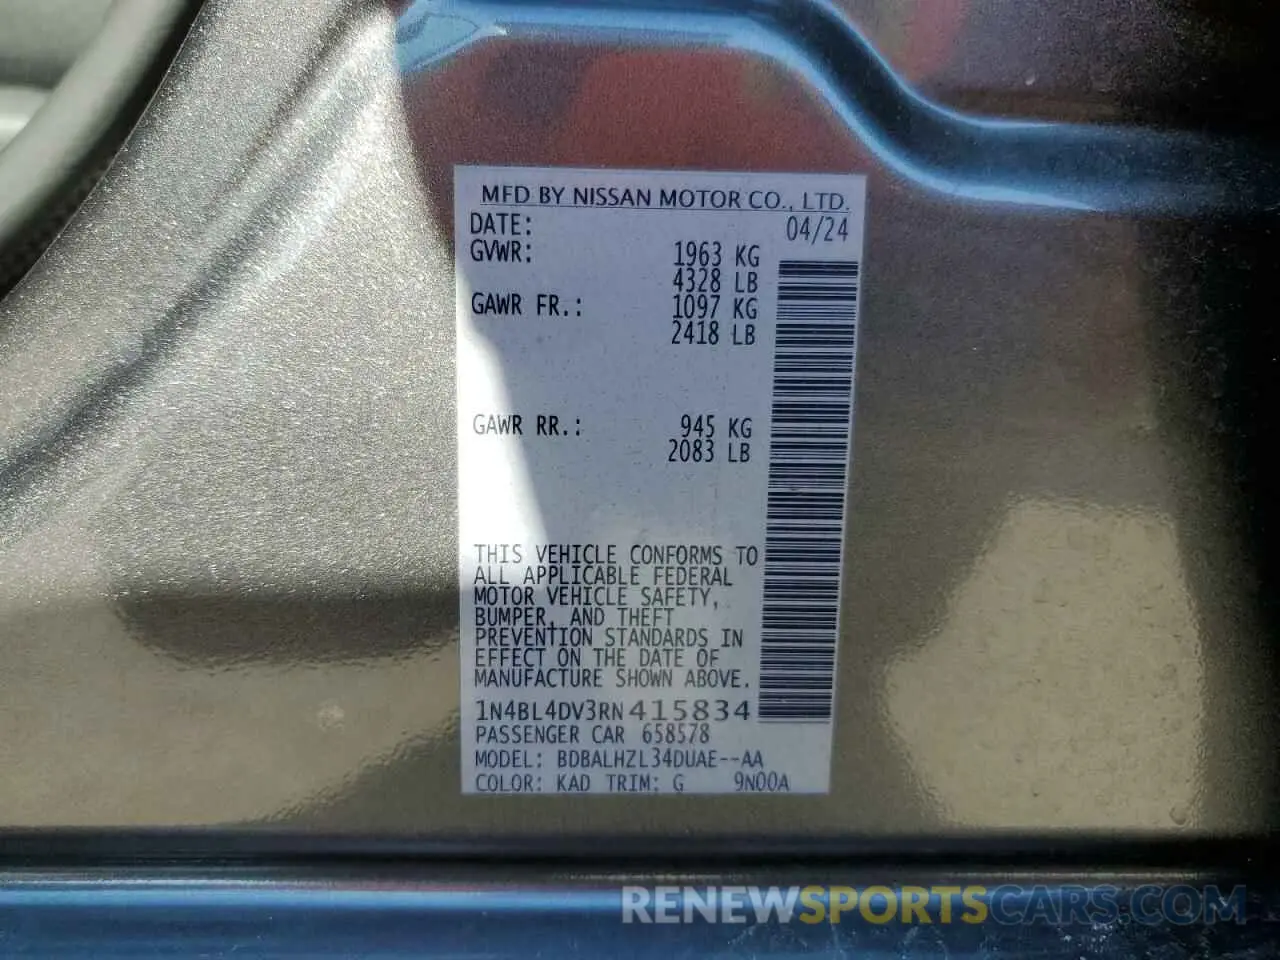 MFD BY NISSAN MOTOR CO., LTD.
DATE: 04/24
GVWR: 1963 KG
4328 LB
GAWR FR.: 1097 KG
2418 LB
GAWR RR.: 945 KG
2083 LB
THIS VEHICLE CONFORMS TO
ALL APPLICABLE FEDERAL
MOTOR VEHICLE SAFETY,
BUMPER, AND THEFT
PREVENTION STANDARDS IN
EFFECT ON THE DATE OF
MANUFACTURE SHOWN ABOVE.
1N4BL4DV3RN415834
PASSENGER CAR 658578
MODEL: BDBALHZL34DUAE--AA
COLOR: KAD TRIM: G 9N00A
RENEWSPORTSCARS.COM